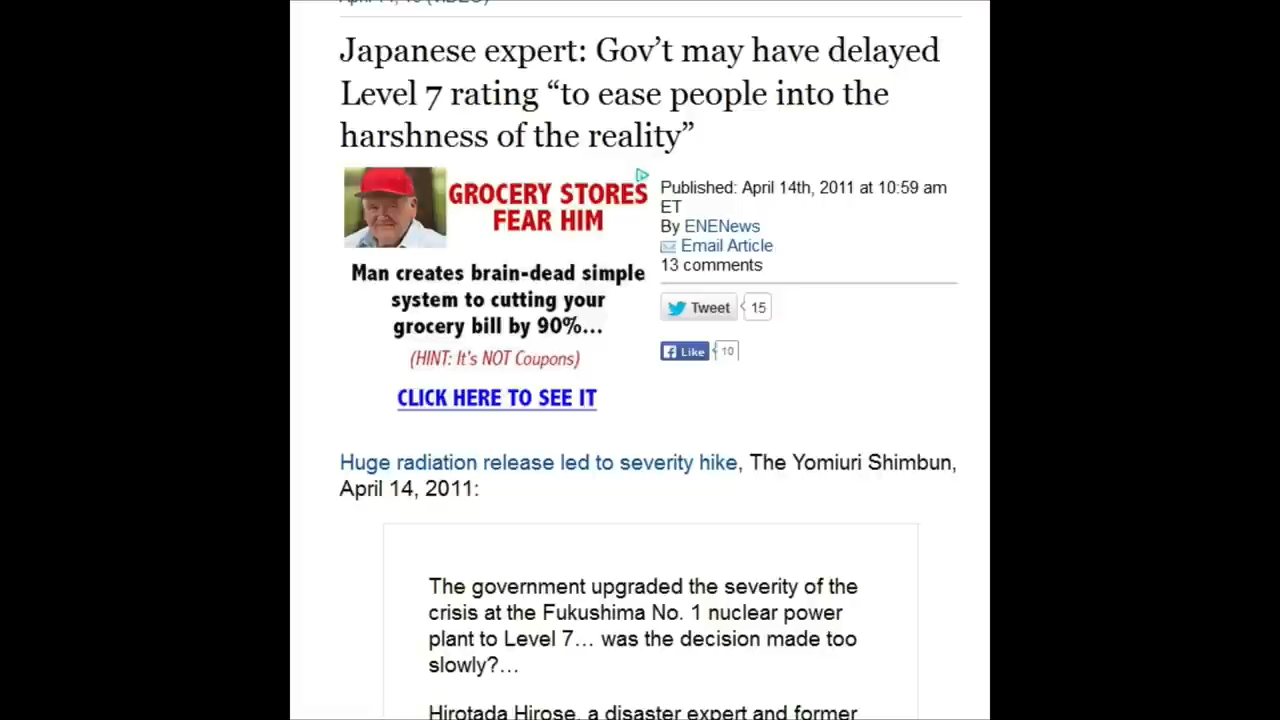 Japanese expert: Gov’t may have delayed
Level 7 rating “to ease people into the
harshness of the reality”
GROCERY STORES
FEAR HIM
Man creates brain-dead simple
system to cutting your
grocery bill by 90%...
(HINT: It's NOT Coupons)
CLICK HERE TO SEE IT
Published: April 14th, 2011 at 10:59 am
ET
By ENENews
Email Article
13 comments
Tweet 15
Like 10
Huge radiation release led to severity hike, The Yomiuri Shimbun,
April 14, 2011:
The government upgraded the severity of the
crisis at the Fukushima No. 1 nuclear power
plant to Level 7… was the decision made too
slowly?…
Hirotada Hirose, a disaster expert and former